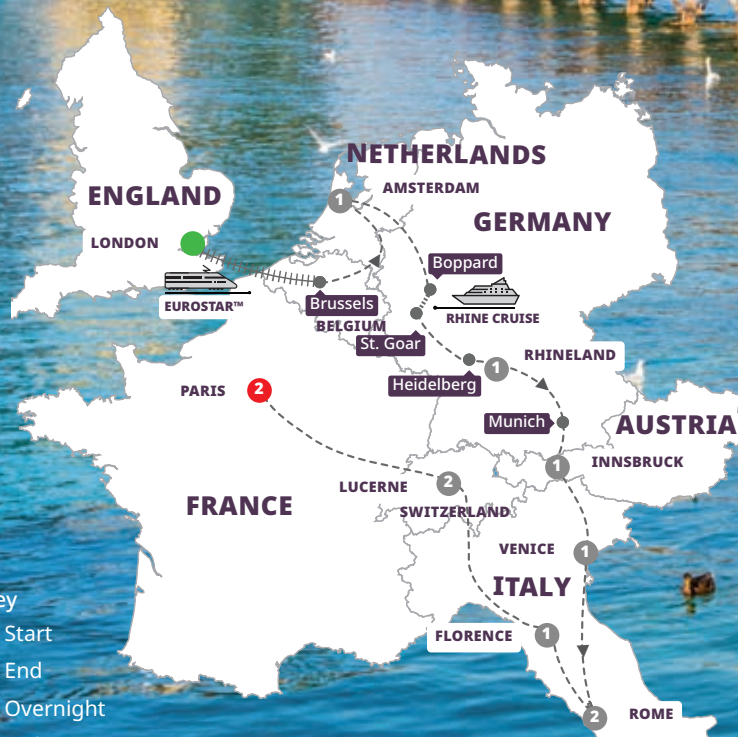 NETHERLANDS
AMSTERDAM
1
ENGLAND
GERMANY
LONDON
Boppard
EUROSTAR™
Brussels
BELGIUM
RHINE CRUISE
St. Goar
RHINELAND
1
Heidelberg
PARIS
2
Munich
AUSTRIA
INNSBRUCK
1
LUCERNE
2
SWITZERLAND
FRANCE
VENICE
1
ITALY
ey
Start
FLORENCE
1
End
Overnight
2
ROME